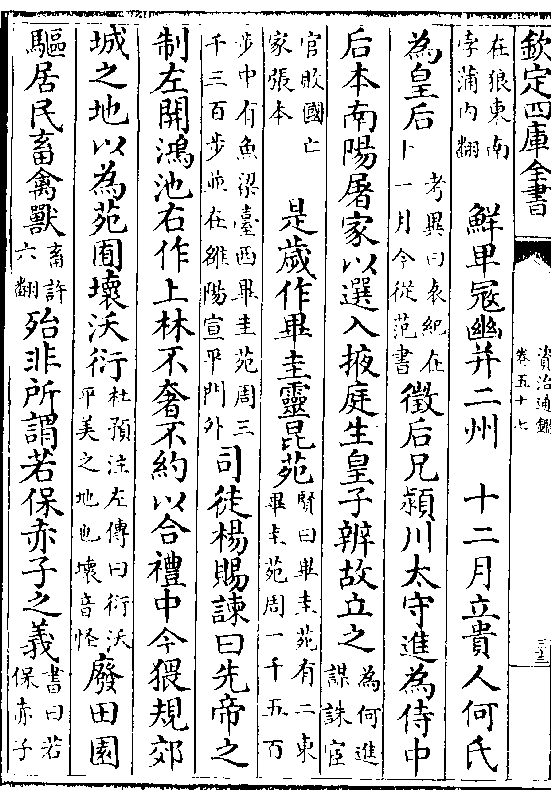 欽定四庫全書
資治通鑑
卷五十七
三十三
在狼東南
孛蒲內翻
鮮卑寇幽并二州 十二月立貴人何氏
為皇后
考異曰袁紀在
卜一月今從范書
徵后兄潁川太守進為侍中
后本南陽屠家以選入掖庭生皇子辨故立之
為何進
謀誅宦
官敗國亡
家張本
是歲作畢圭靈昆苑
賢曰畢圭苑有二東
畢圭苑周一千五百
步中有魚梁臺西畢圭苑周三
千三百步並在雒陽宣平門外
司徒楊賜諫曰先帝之
制左開鴻池右作上林不奢不約以合禮中今猥規郊
城之地以為苑囿壞沃衍
杜預注左傳曰衍沃
平美之地也壞音怪
廢田園
驅居民畜禽獸
畜許
六翻
殆非所謂若保赤子之義
書曰若
保赤子